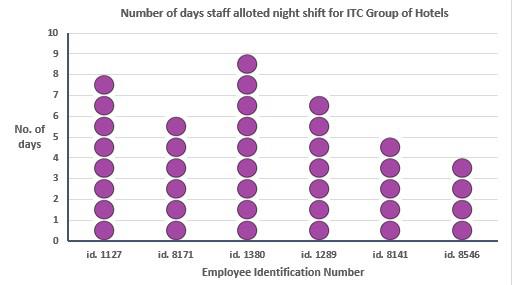 Number of days staff alloted night shift for ITC Group of Hotels
10
9
8
7
6
5
4
3
2
1
0
No. of
days
id. 1127 id. 8171 id. 1380 id. 1289 id. 8141 id. 8546
Employee Identification Number